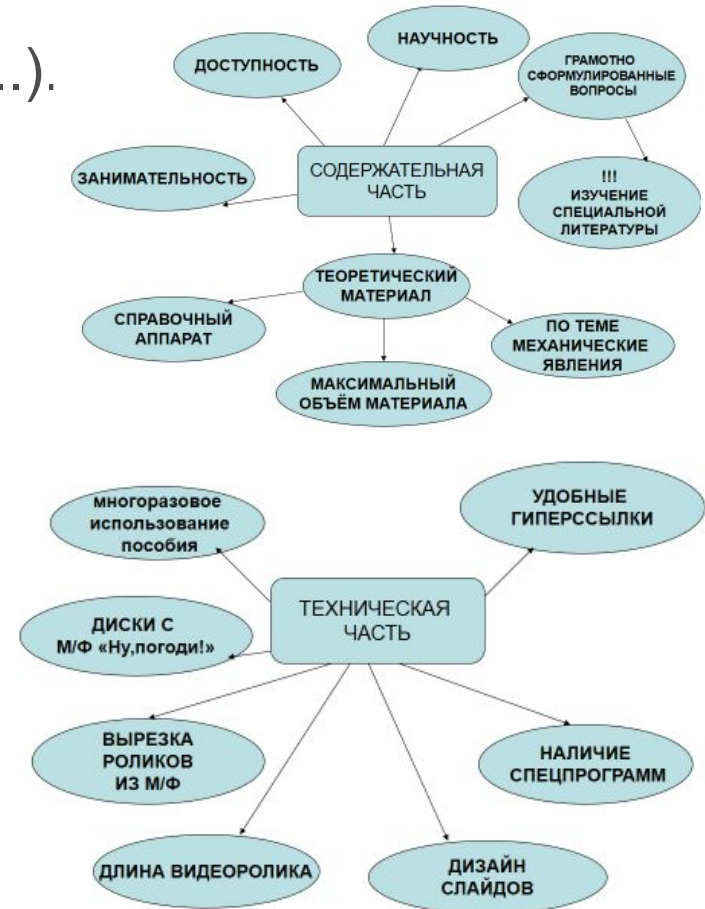 ..).
НАУЧНОСТЬ
ДОСТУПНОСТЬ
ГРАМОТНО
СФОРМУЛИРОВАННЫЕ
ВОПРОСЫ
СОДЕРЖАТЕЛЬНАЯ
ЧАСТЬ
ЗАНИМАТЕЛЬНОСТЬ
!!!
ИЗУЧЕНИЕ
СПЕЦИАЛЬНОЙ
ЛИТЕРАТУРЫ
ТЕОРЕТИЧЕСКИЙ
МАТЕРИАЛ
СПРАВОЧНЫЙ
АППАРАТ
ПО ТЕМЕ
МЕХАНИЧЕСКИЕ
ЯВЛЕНИЯ
МАКСИМАЛЬНЫЙ
ОБЪЁМ МАТЕРИАЛА
многоразовое
использование
пособия
УДОБНЫЕ
ГИПЕРССЫЛКИ
ТЕХНИЧЕСКАЯ
ЧАСТЬ
ДИСКИ С
М/Ф «Ну,погоди!»
ВЫРЕЗКА
РОЛИКОВ
ИЗ М/Ф
НАЛИЧИЕ
СПЕЦПРОГРАММ
ДЛИНА ВИДЕОРОЛИКА
ДИЗАЙН
СЛАЙДОВ